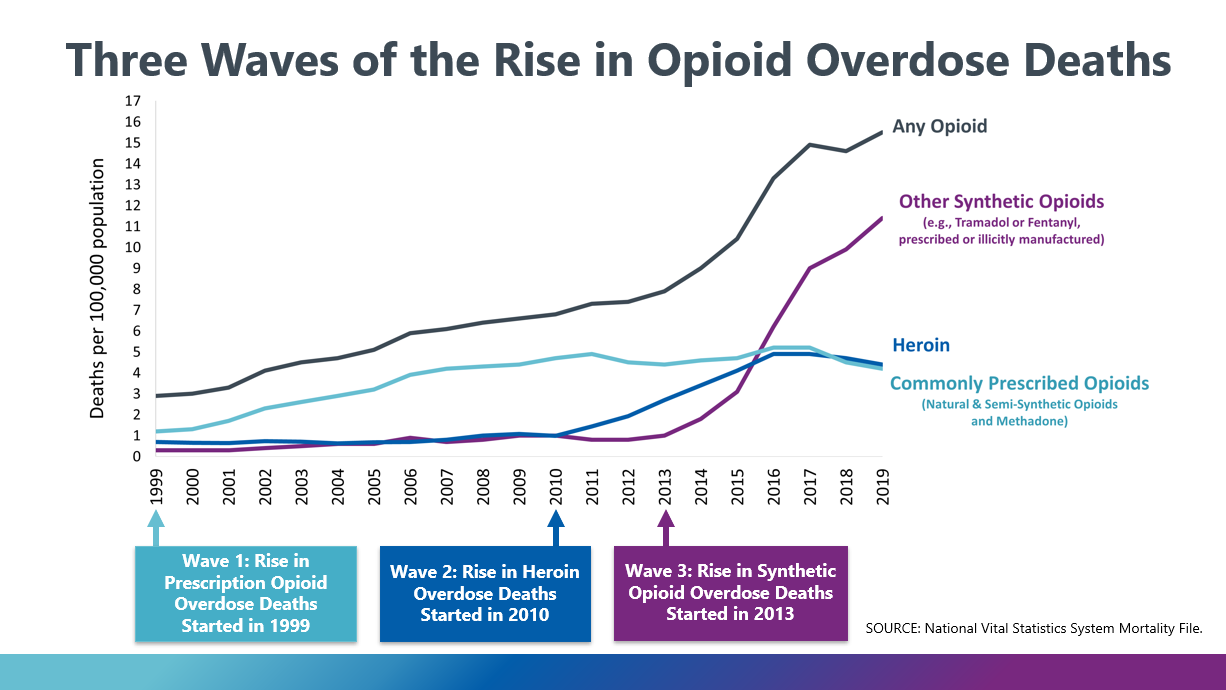 Three Waves of the Rise in Opioid Overdose Deaths
17
16
15
14
13
12
11
10
9
8
7
6
5
4
3
2
1
0
Deaths per 100,000 population
Any Opioid
Other Synthetic Opioids
(e.g., Tramadol or Fentanyl,
prescribed or illicitly manufactured)
Heroin
Commonly Prescribed Opioids
(Natural & Semi-Synthetic Opioids
and Methadone)
1999
2000
2001
2002
2003
2004
2005
2006
2007
2008
2009
2010
2011
2012
2013
2014
2015
2016
2017
2018
2019
Wave 1: Rise in
Prescription Opioid
Overdose Deaths
Started in 1999
Wave 2: Rise in Heroin
Overdose Deaths
Started in 2010
Wave 3: Rise in Synthetic
Opioid Overdose Deaths
Started in 2013
SOURCE: National Vital Statistics System Mortality File.